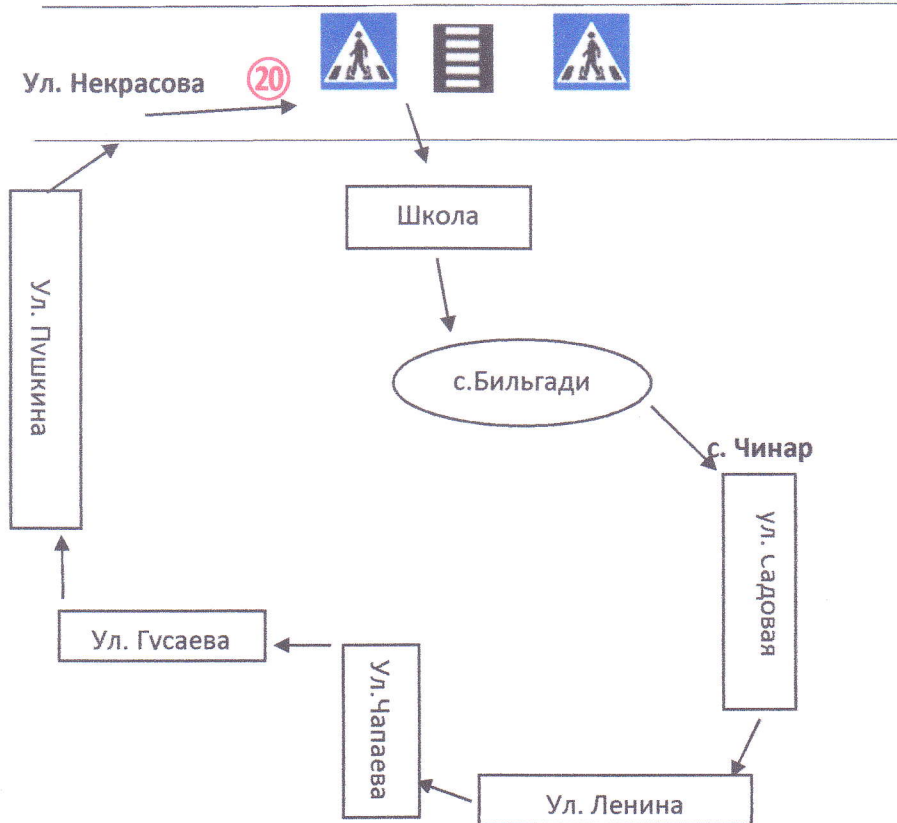 Ул. Некрасова
20
Школа
Ул. Пушкина
с.Бильгади
с. Чинар
ул. Садовая
Ул. Гусаева
Ул.Чапаева
Ул. Ленина